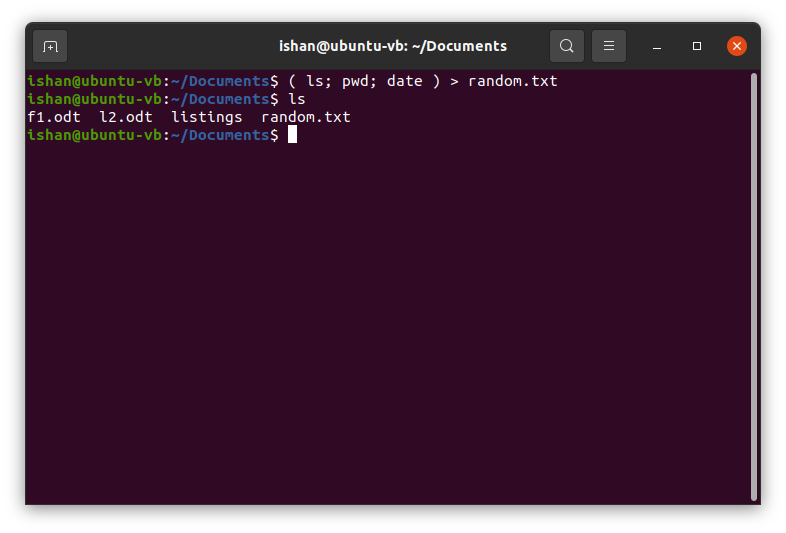 ishan@ubuntu-vb: ~/Documents
ishan@ubuntu-vb:~/Documents$ ( ls; pwd; date ) > random.txt
ishan@ubuntu-vb:~/Documents$ ls
f1.odt  l2.odt  listings  random.txt
ishan@ubuntu-vb:~/Documents$